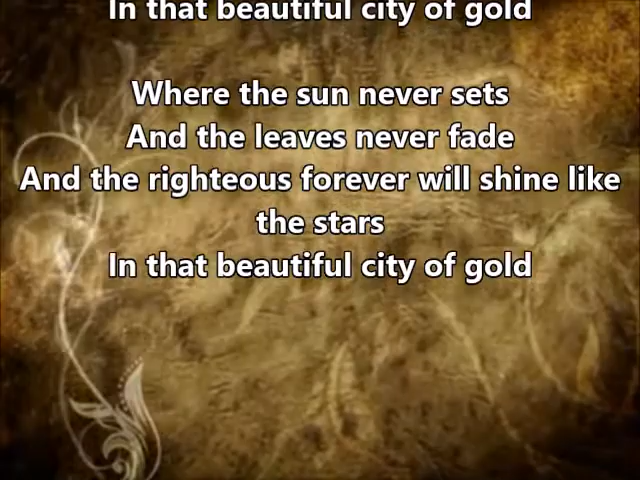 In that beautiful city of gold
Where the sun never sets
And the leaves never fade
And the righteous forever will shine like
the stars
In that beautiful city of gold